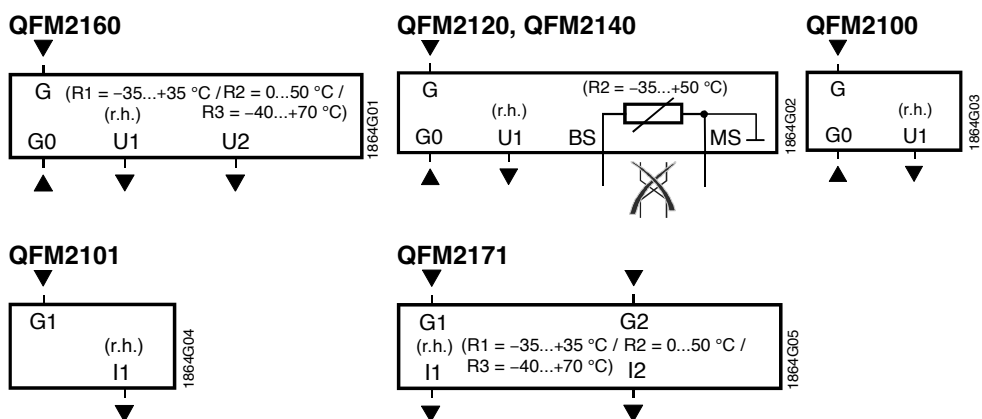 QFM2160
G (R1 = −35...+35 °C / R2 = 0...50 °C /
(r.h.) R3 = −40...+70 °C)
G0 U1 U2
1864G01
QFM2120, QFM2140
G (R2 = −35...+50 °C)
(r.h.)
G0 U1 BS MS
1864G02
QFM2100
G
(r.h.)
G0 U1
1864G03
QFM2101
G1
(r.h.)
I1
1864G04
QFM2171
G1 G2
(r.h.) (R1 = −35...+35 °C / R2 = 0...50 °C /
R3 = −40...+70 °C)
I1 I2
1864G05